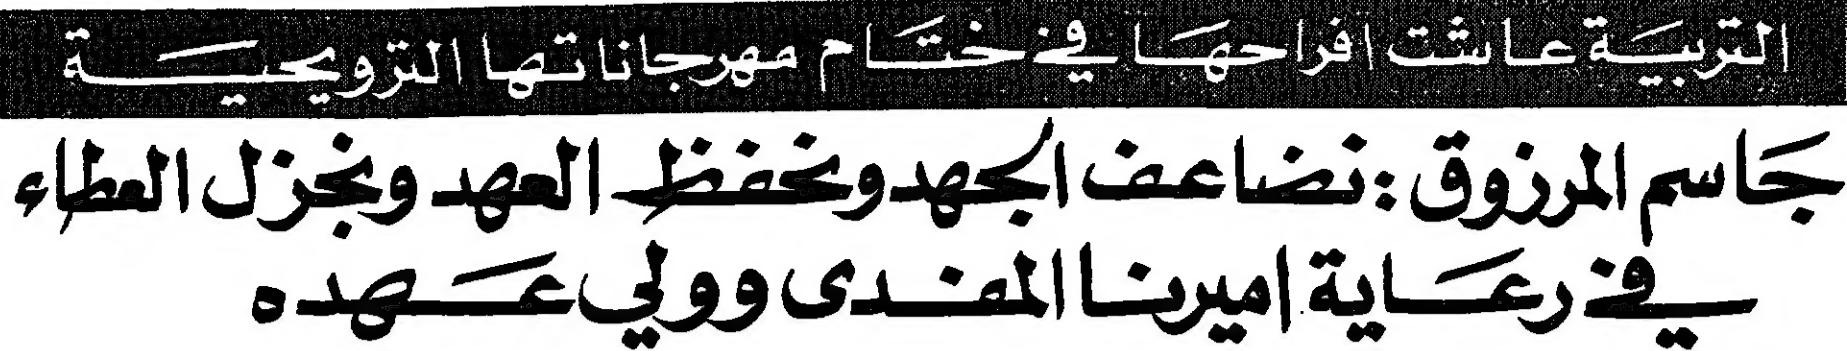 التربية عاشت افراحها في ختام مهرجاناتها الترويحية
جاسم المرزوق : نضاعف الجهد ونحفظ العهد ونجزل العطاء
في رعاية اميرنا المفدى وولي عهده